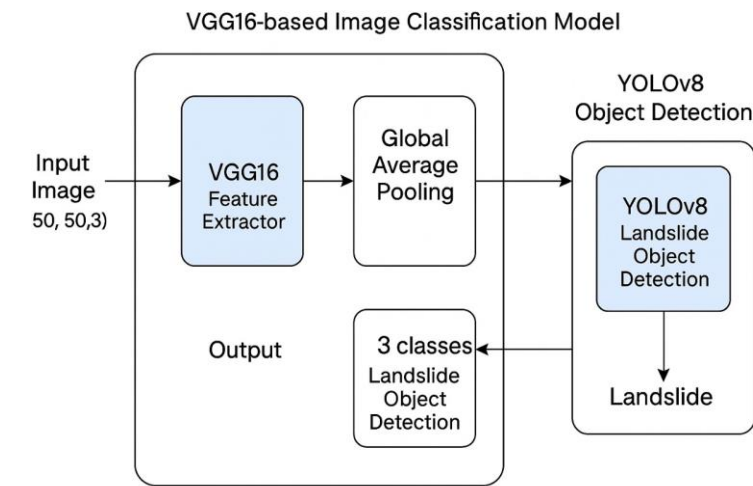 VGG16-based Image Classification Model
YOLOv8
Object Detection
Input
Image
50, 50,3)
VGG16
Feature
Extractor
Global
Average
Pooling
YOLOv8
Landslide
Object
Detection
Landslide
Output
3 classes
Landslide
Object
Detection